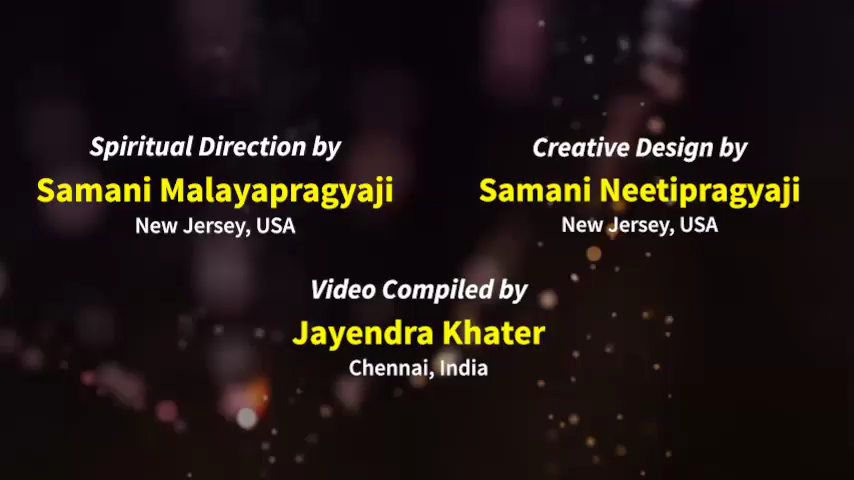 Spiritual Direction by
Samani Malayapragyaji
New Jersey, USA
Creative Design by
Samani Neetipragyaji
New Jersey, USA
Video Compiled by
Jayendra Khater
Chennai, India